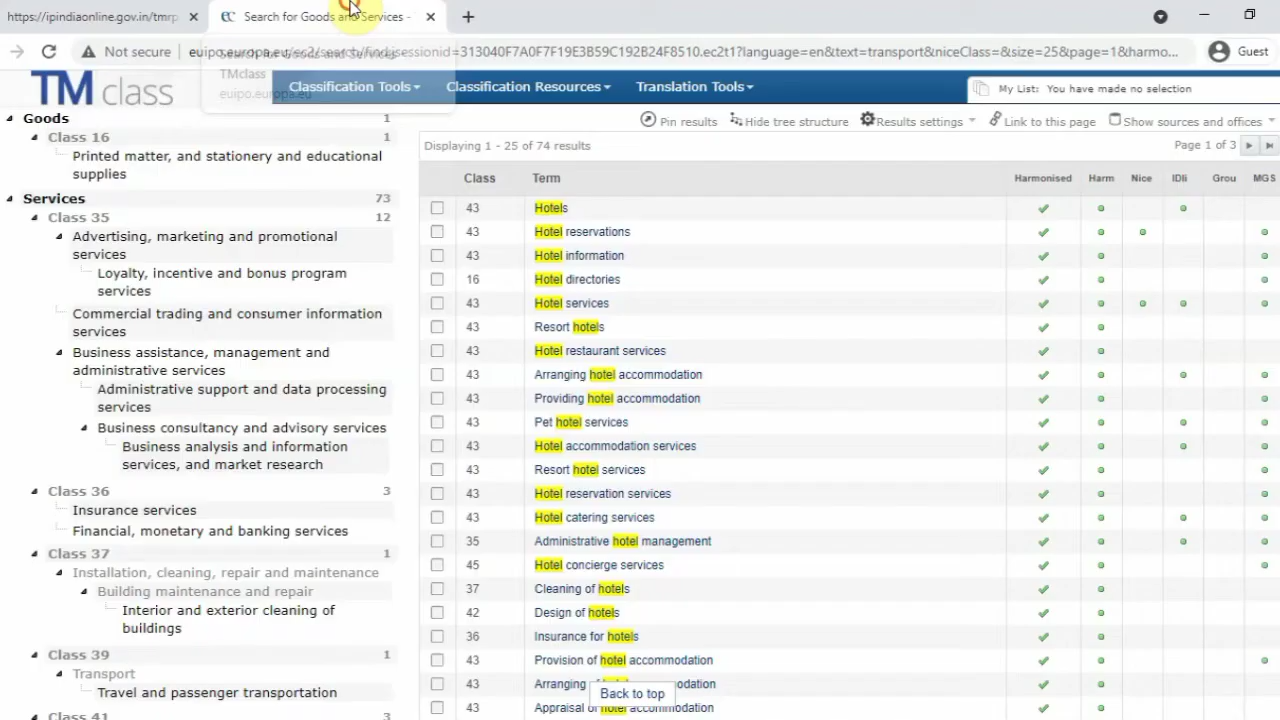 https://ipindiaonline.gov.in/tmrp
Search for Goods and Services -
Not secure
euipo.europa.eu/ec2/search/find;jsessionid=313040F7A0F7F19E3B59C192B24F8510.ec2t1?language=en&text=transport&niceClass=&size=25&page=1&harmo...
Guest
Search for Goods and Services -
TMclass
euipo.europa.eu
TM class
Classification Tools
Classification Resources
Translation Tools
My List: You have made no selection
Pin results
Hide tree structure
Results settings
Link to this page
Show sources and offices
Goods 1
Class 16 1
Printed matter, and stationery and educational
supplies
Services 73
Class 35 12
Advertising, marketing and promotional
services
Loyalty, incentive and bonus program
services
Commercial trading and consumer information
services
Business assistance, management and
administrative services
Administrative support and data processing
services
Business consultancy and advisory services
Business analysis and information
services, and market research
Class 36 3
Insurance services
Financial, monetary and banking services
Class 37 1
Installation, cleaning, repair and maintenance
Building maintenance and repair
Interior and exterior cleaning of
buildings
Class 39 1
Transport
Travel and passenger transportation
Class 41 3
Displaying 1 - 25 of 74 results
Page 1 of 3
Class Term Harmonised Harm Nice IDli Grou MGS
43 Hotels
43 Hotel reservations
43 Hotel information
16 Hotel directories
43 Hotel services
43 Resort hotels
43 Hotel restaurant services
43 Arranging hotel accommodation
43 Providing hotel accommodation
43 Pet hotel services
43 Hotel accommodation services
43 Resort hotel services
43 Hotel reservation services
43 Hotel catering services
35 Administrative hotel management
45 Hotel concierge services
37 Cleaning of hotels
42 Design of hotels
36 Insurance for hotels
43 Provision of hotel accommodation
43 Arranging
Back to top
43 Appraisal of hotel accommodation